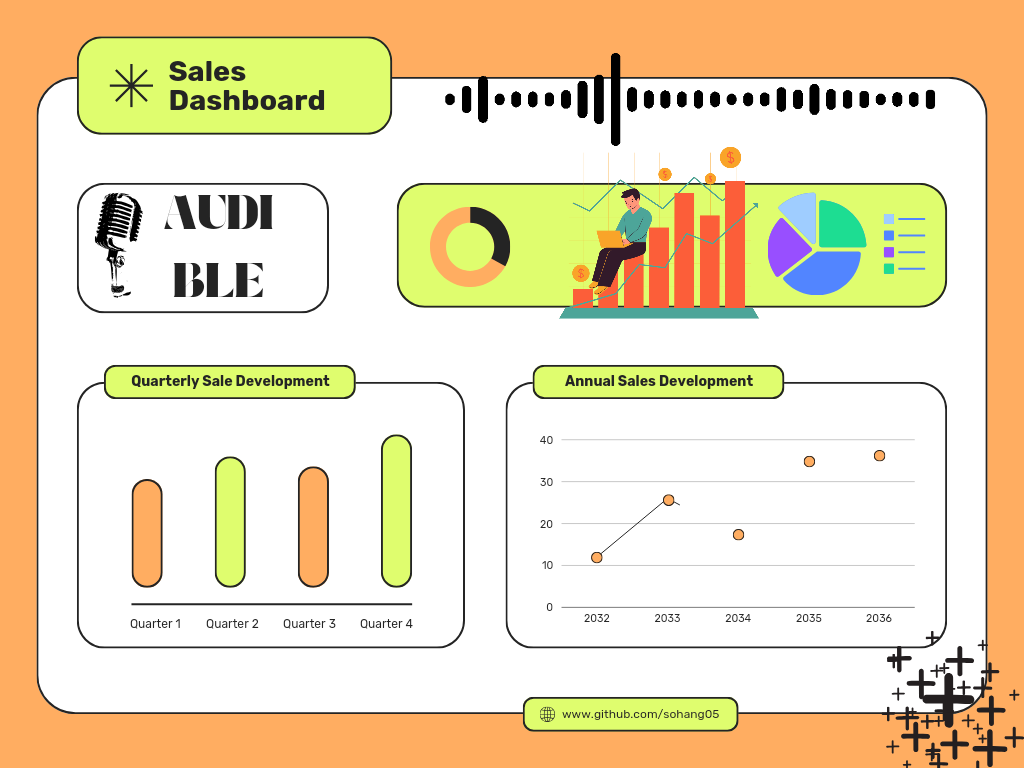 Sales
Dashboard
AUDI
BLE
$
$
$
$
Quarterly Sale Development
Quarter 1 Quarter 2 Quarter 3 Quarter 4
Annual Sales Development
40
30
20
10
0
2032 2033 2034 2035 2036
www.github.com/sohang05